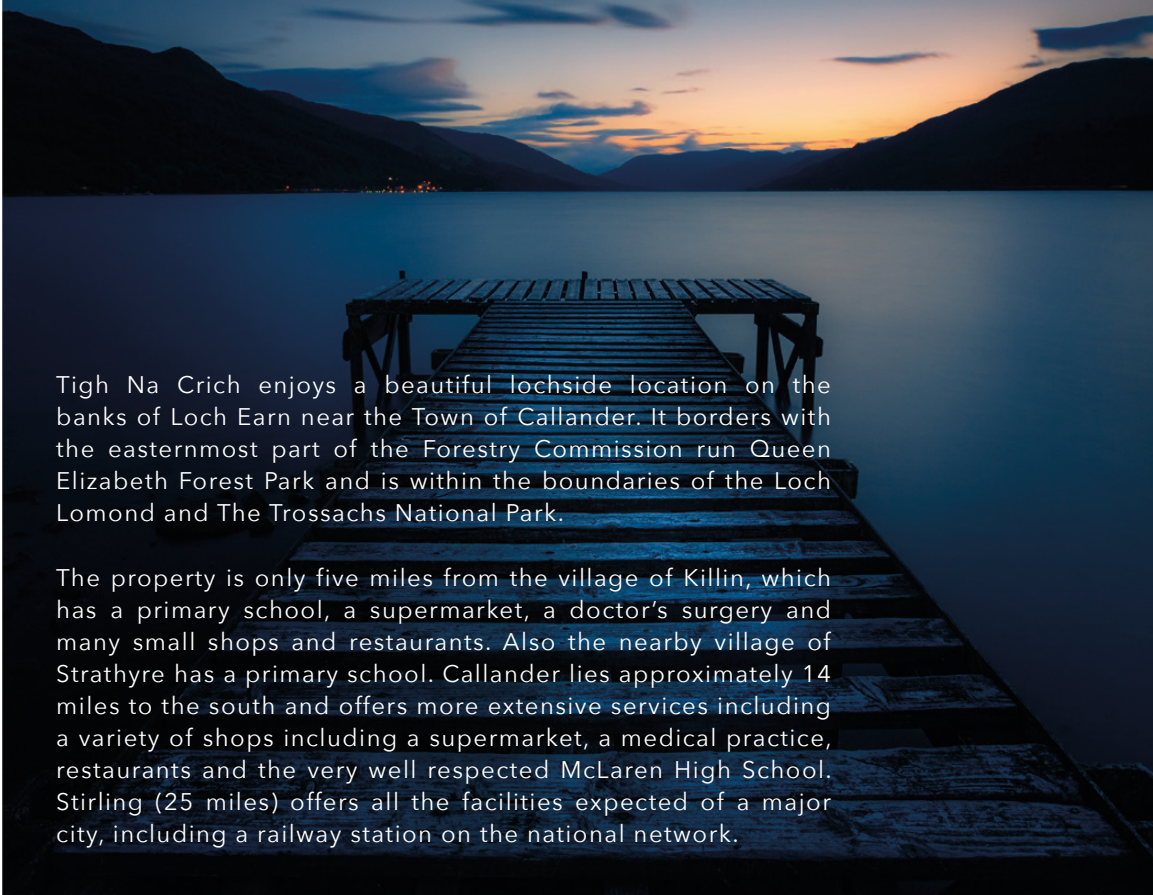 Tigh Na Crich enjoys a beautiful lochside location on the
banks of Loch Earn near the Town of Callander. It borders with
the easternmost part of the Forestry Commission run Queen
Elizabeth Forest Park and is within the boundaries of the Loch
Lomond and The Trossachs National Park.
The property is only five miles from the village of Killin, which
has a primary school, a supermarket, a doctor’s surgery and
many small shops and restaurants. Also the nearby village of
Strathyre has a primary school. Callander lies approximately 14
miles to the south and offers more extensive services including
a variety of shops including a supermarket, a medical practice,
restaurants and the very well respected McLaren High School.
Stirling (25 miles) offers all the facilities expected of a major
city, including a railway station on the national network.